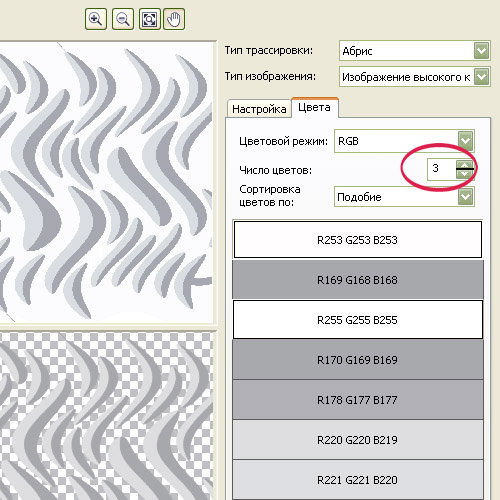 Тип трассировки: Абрис
Тип изображения: Изображение высокого к
Настройка Цвета
Цветовой режим: RGB
Число цветов: 3
Сортировка
цветов по: Подобие
R253 G253 B253
R169 G168 B168
R255 G255 B255
R170 G169 B169
R178 G177 B177
R220 G220 B219
R221 G221 B220